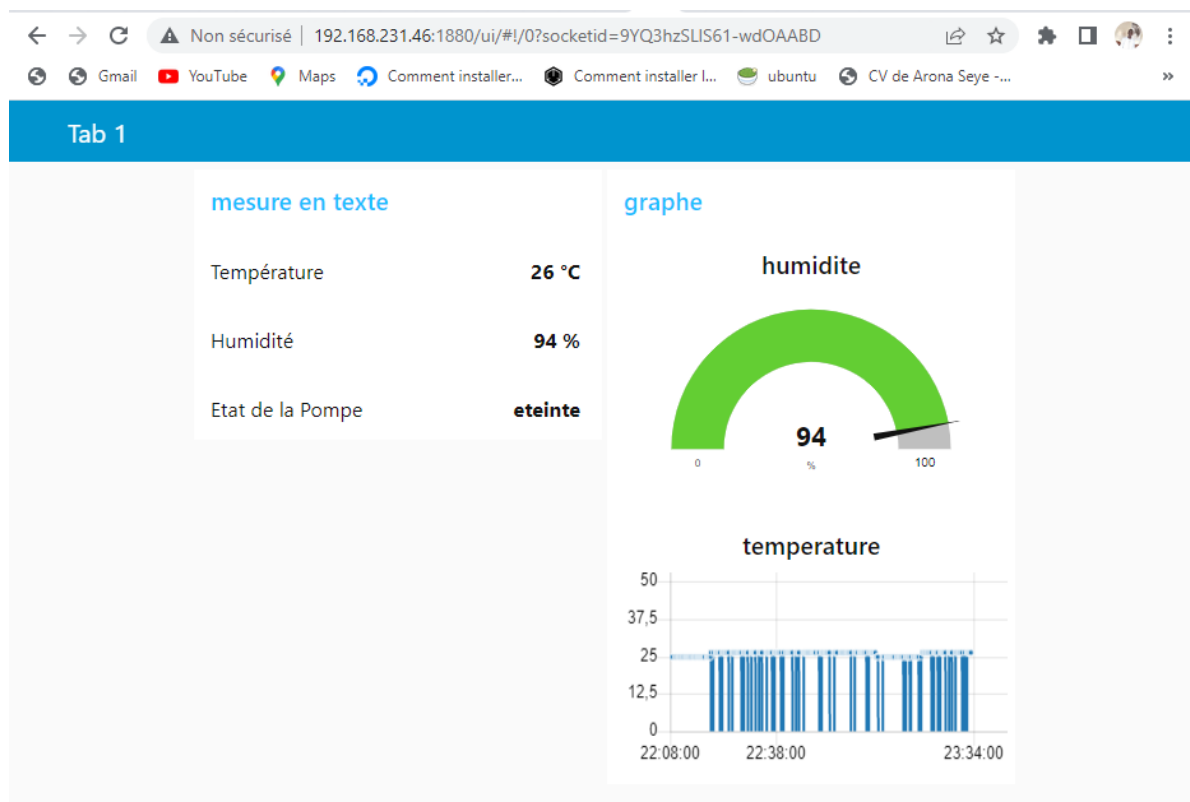 Non sécurisé | 192.168.231.46:1880/ui/#!/0?socketid=9YQ3hzSLIS61-wdOAABD
Gmail YouTube Maps Comment installer... Comment installer l... ubuntu CV de Arona Seye -... »
Tab 1
mesure en texte
Température 26 °C
Humidité 94 %
Etat de la Pompe eteinte
graphe
humidite
94
0 % 100
temperature
50
37,5
25
12,5
0
22:08:00 22:38:00 23:34:00